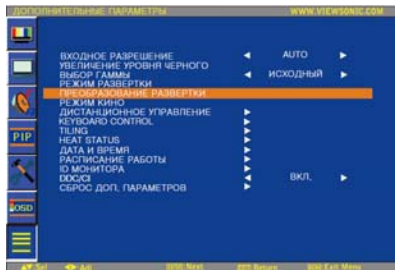 ДОПОЛНИТЕЛЬНЫЕ ПАРАМЕТРЫ WWW.VIEWSONIC.COM
ВХОДНОЕ РАЗРЕШЕНИЕ AUTO
УВЕЛИЧЕНИЕ УРОВНЯ ЧЕРНОГО
ВЫБОР ГАММЫ ИСХОДНЫЙ
РЕЖИМ РАЗВЕРТКИ
ПРЕОБРАЗОВАНИЕ РАЗВЕРТКИ
РЕЖИМ КИНО
ДИСТАНЦИОННОЕ УПРАВЛЕНИЕ
KEYBOARD CONTROL
TILING
HEAT STATUS
ДАТА И ВРЕМЯ
РАСПИСАНИЕ РАБОТЫ
ID МОНИТОРА
DDC/CI ВКЛ.
СБРОС ДОП. ПАРАМЕТРОВ
PIP
OSD
Sel Adj Next Return Exit Menu